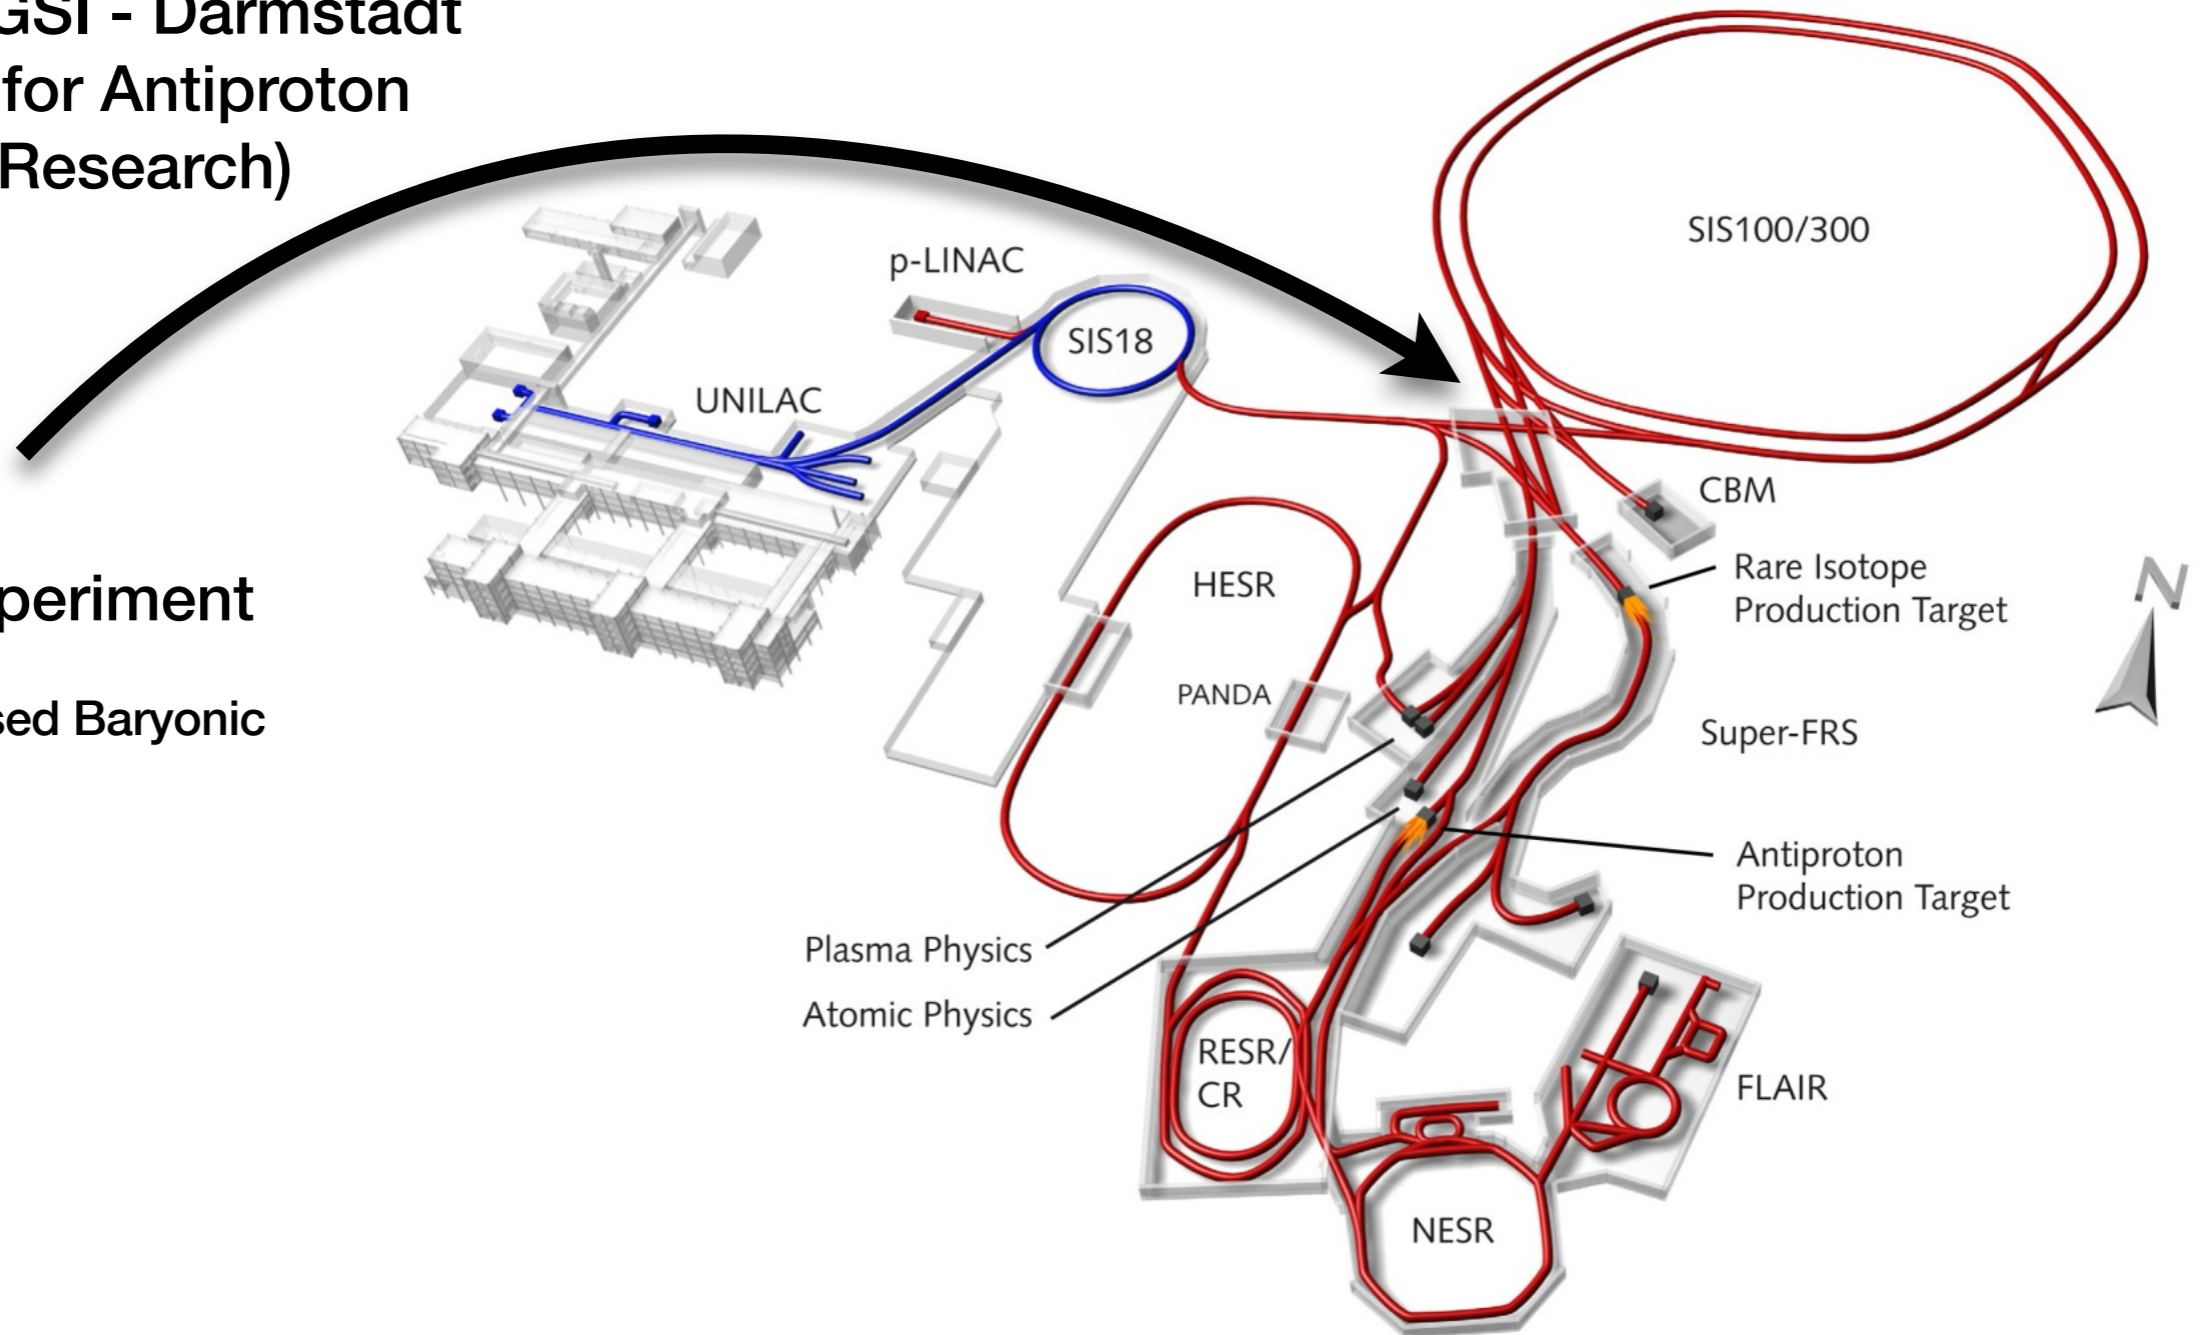 GSI - Darmstadt
for Antiproton
Research)
periment
sed Baryonic
p-LINAC
SIS18
UNILAC
SIS100/300
CBM
Rare Isotope
Production Target
N
HESR
PANDA
Super-FRS
Antiproton
Production Target
Plasma Physics
Atomic Physics
RESR/
CR
FLAIR
NESR